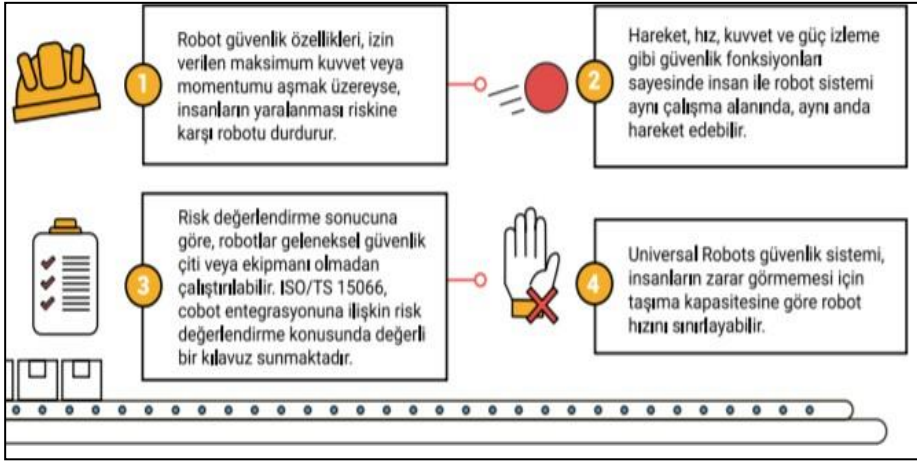 1
Robot güvenlik özellikleri, izin
verilen maksimum kuvvet veya
momentumu aşmak üzereyse,
insanların yaralanması riskine
karşı robotu durdurur.
2
Hareket, hız, kuvvet ve güç izleme
gibi güvenlik fonksiyonları
sayesinde insan ile robot sistemi
aynı çalışma alanında, aynı anda
hareket edebilir.
3
Risk değerlendirme sonucuna
göre, robotlar geleneksel güvenlik
çiti veya ekipmanı olmadan
çalıştırılabilir. ISO/TS 15066,
cobot entegrasyonuna ilişkin risk
değerlendirme konusunda değerli
bir kılavuz sunmaktadır.
4
Universal Robots güvenlik sistemi,
insanların zarar görmemesi için
taşıma kapasitesine göre robot
hızını sınırlayabilir.